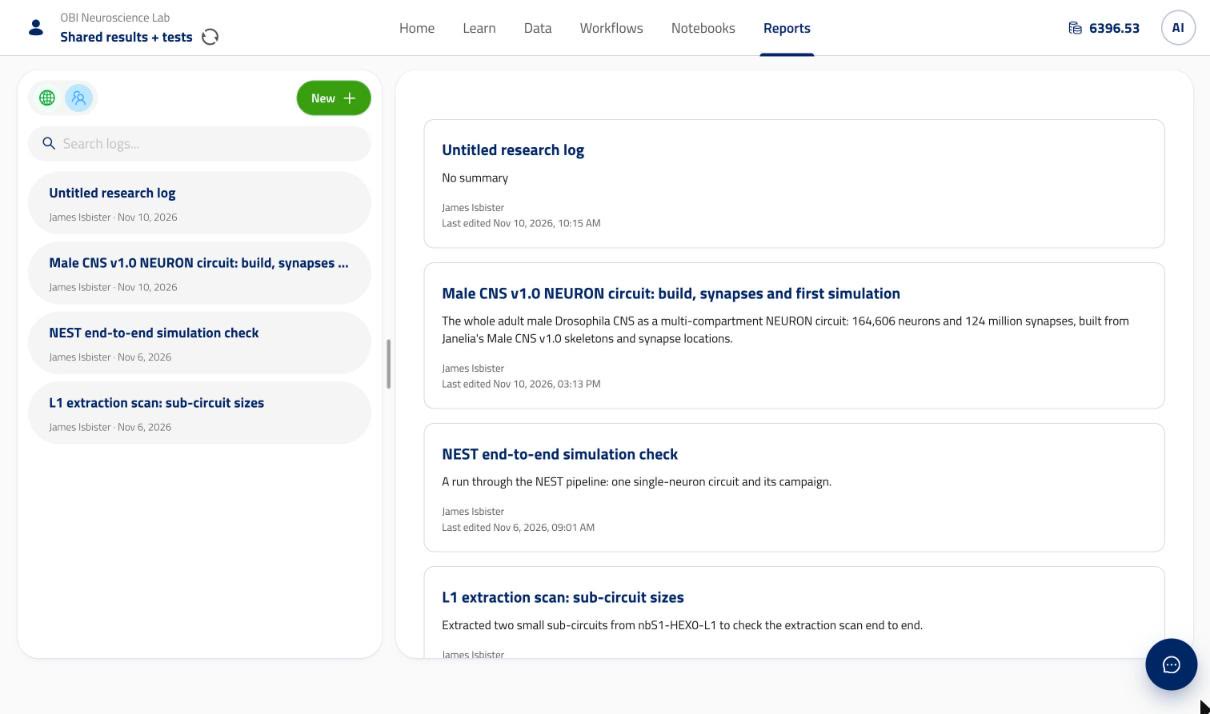 OBI Neuroscience Lab
Shared results + tests
Home
Learn
Data
Workflows
Notebooks
Reports
6396.53
AI
New +
Search logs...
Untitled research log
James Isbister · Nov 10, 2026
Male CNS v1.0 NEURON circuit: build, synapses ...
James Isbister · Nov 10, 2026
NEST end-to-end simulation check
James Isbister · Nov 6, 2026
L1 extraction scan: sub-circuit sizes
James Isbister · Nov 6, 2026
Untitled research log
No summary
James Isbister
Last edited Nov 10, 2026, 10:15 AM
Male CNS v1.0 NEURON circuit: build, synapses and first simulation
The whole adult male Drosophila CNS as a multi-compartment NEURON circuit: 164,606 neurons and 124 million synapses, built from
Janelia's Male CNS v1.0 skeletons and synapse locations.
James Isbister
Last edited Nov 10, 2026, 03:13 PM
NEST end-to-end simulation check
A run through the NEST pipeline: one single-neuron circuit and its campaign.
James Isbister
Last edited Nov 6, 2026, 09:01 AM
L1 extraction scan: sub-circuit sizes
Extracted two small sub-circuits from nbS1-HEX0-L1 to check the extraction scan end to end.
James Isbister